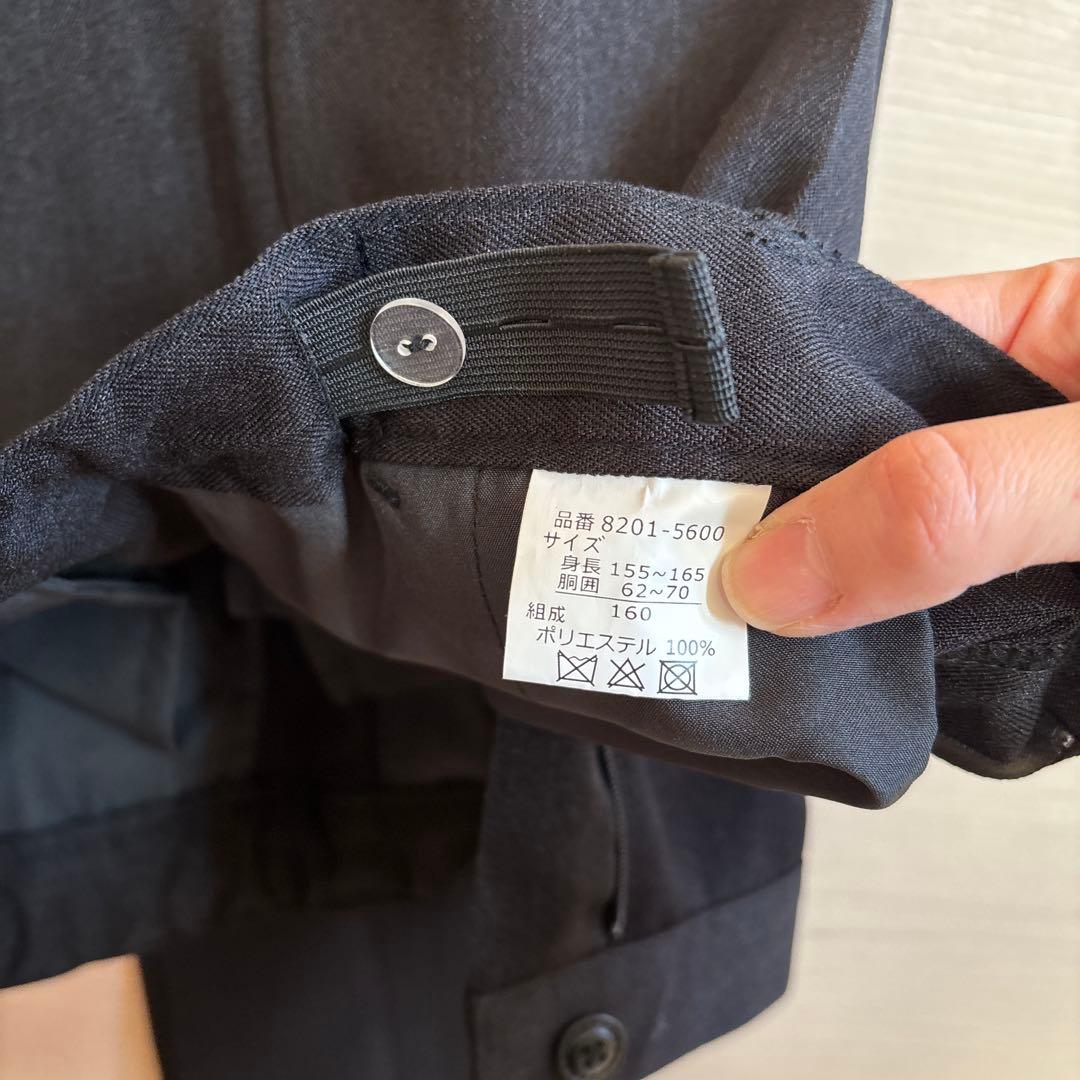 品番 8201-5600
サイズ
身長 155~165
胴囲 62~70
160
組成
ポリエステル 100%